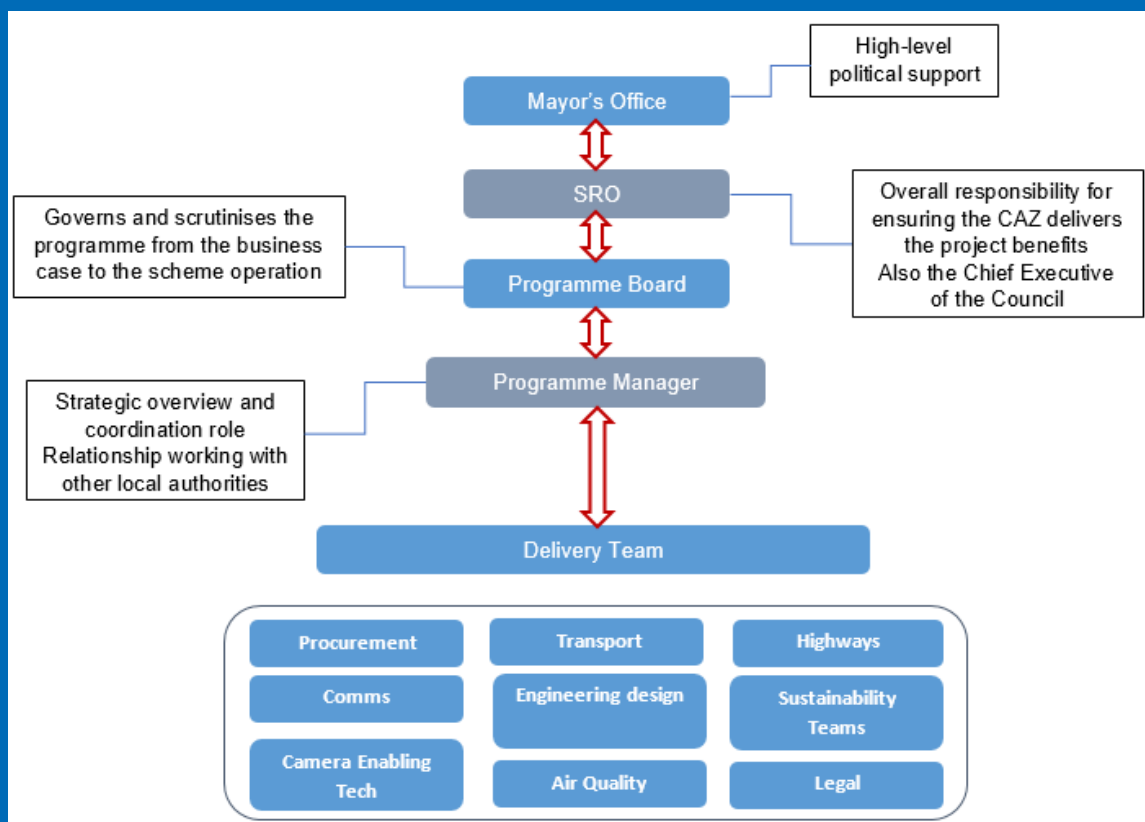 High-level
political support
Mayor's Office
SRO
Overall responsibility for
ensuring the CAZ delivers
the project benefits
Also the Chief Executive
of the Council
Governs and scrutinises the
programme from the business
case to the scheme operation
Programme Board
Programme Manager
Strategic overview and
coordination role
Relationship working with
other local authorities
Delivery Team
Procurement
Transport
Highways
Comms
Engineering design
Sustainability
Teams
Camera Enabling
Tech
Air Quality
Legal